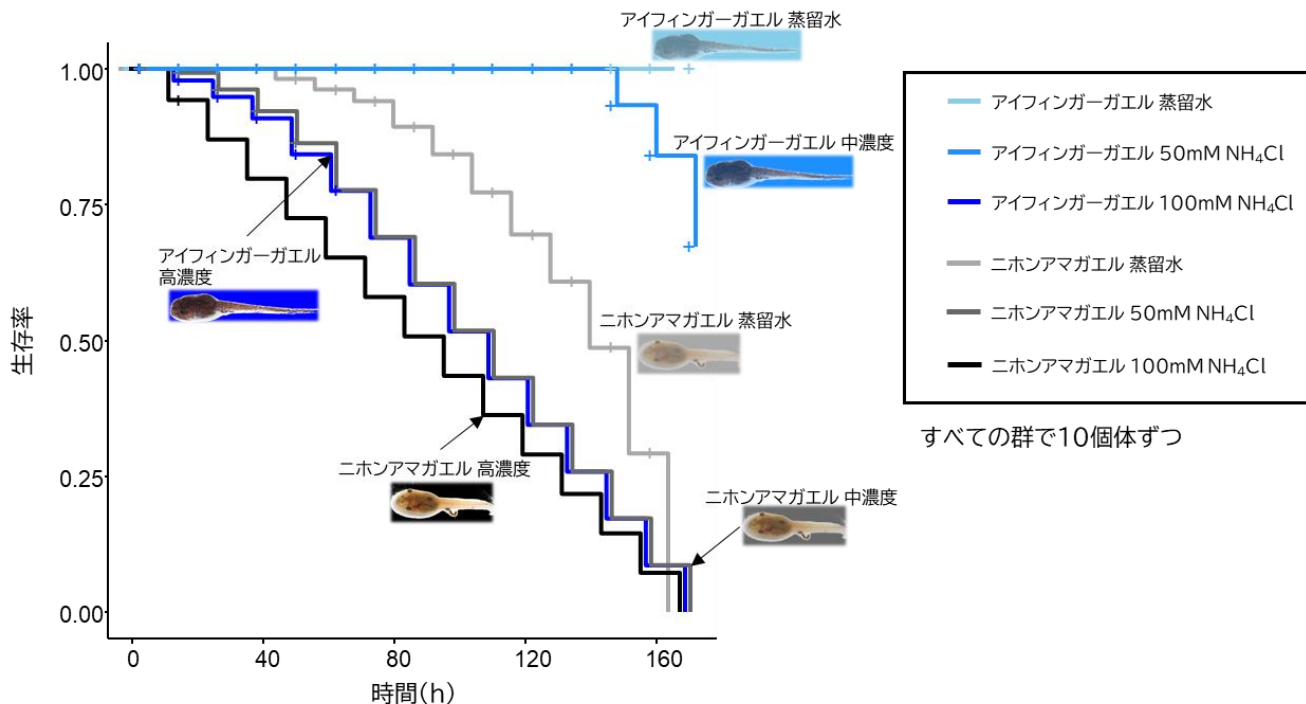 アイフィンガーガエル 蒸留水
1.00
アイフィンガーガエル 中濃度
0.75
アイフィンガーガエル
高濃度
生存率
0.50
ニホンアマガエル 蒸留水
ニホンアマガエル 高濃度
0.25
ニホンアマガエル 中濃度
0.00
0 40 80 120 160
時間(h)
アイフィンガーガエル 蒸留水
アイフィンガーガエル 50mM NH₄Cl
アイフィンガーガエル 100mM NH₄Cl
ニホンアマガエル 蒸留水
ニホンアマガエル 50mM NH₄Cl
ニホンアマガエル 100mM NH₄Cl
すべての群で10個体ずつ